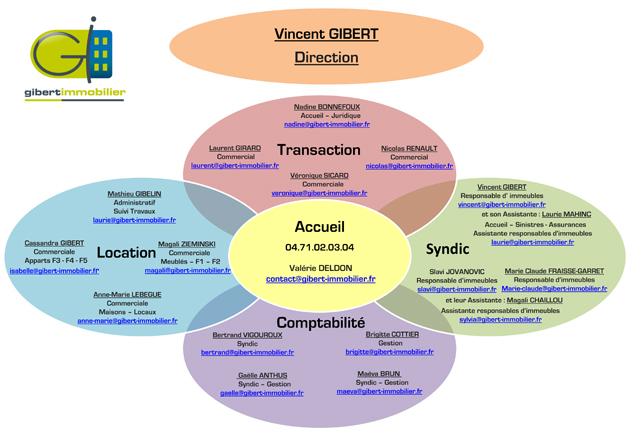 Vincent GIBERT
Direction
gibertimmobilier
Nadine BONNEFOUX
Accueil – Juridique
nadine@gibert-immobilier.fr
Transaction
Laurent GIRARD
Commercial
laurent@gibert-immobilier.fr
Nicolas RENAULT
Commercial
nicolas@gibert-immobilier.fr
Véronique SICARD
Commerciale
veronique@gibert-immobilier.fr
Mathieu GIBELIN
Administratif
Suivi Travaux
laurie@gibert-immobilier.fr
Location
Cassandra GIBERT
Commerciale
Apparts F3 - F4 - F5
isabelle@gibert-immobilier.fr
Magali ZIEMINSKI
Commerciale
Meublés – F1 – F2
magali@gibert-immobilier.fr
Anne-Marie LEBEGUE
Commerciale
Maisons – Locaux
anne-marie@gibert-immobilier.fr
Accueil
04.71.02.03.04
Valérie DELDON
contact@gibert-immobilier.fr
Vincent GIBERT
Responsable d' immeubles
vincent@gibert-immobilier.fr
et son Assistante : Laurie MAHINC
Accueil – Sinistres - Assurances
Assistante responsables d'immeubles
laurie@gibert-immobilier.fr
Syndic
Slavi JOVANOVIC
Responsable d'immeubles
slavi@gibert-immobilier.fr
Marie Claude FRAISSE-GARRET
Responsable d'immeubles
Marie-claude@gibert-immobilier.fr
et leur Assistante : Magali CHAILLOU
Assistante responsables d'immeubles
sylvia@gibert-immobilier.fr
Comptabilité
Bertrand VIGOUROUX
Syndic
bertrand@gibert-immobilier.fr
Brigitte COTTIER
Gestion
brigitte@gibert-immobilier.fr
Gaëlle ANTHUS
Syndic – Gestion
gaelle@gibert-immobilier.fr
Maëva BRUN
Syndic – Gestion
maeva@gibert-immobilier.fr